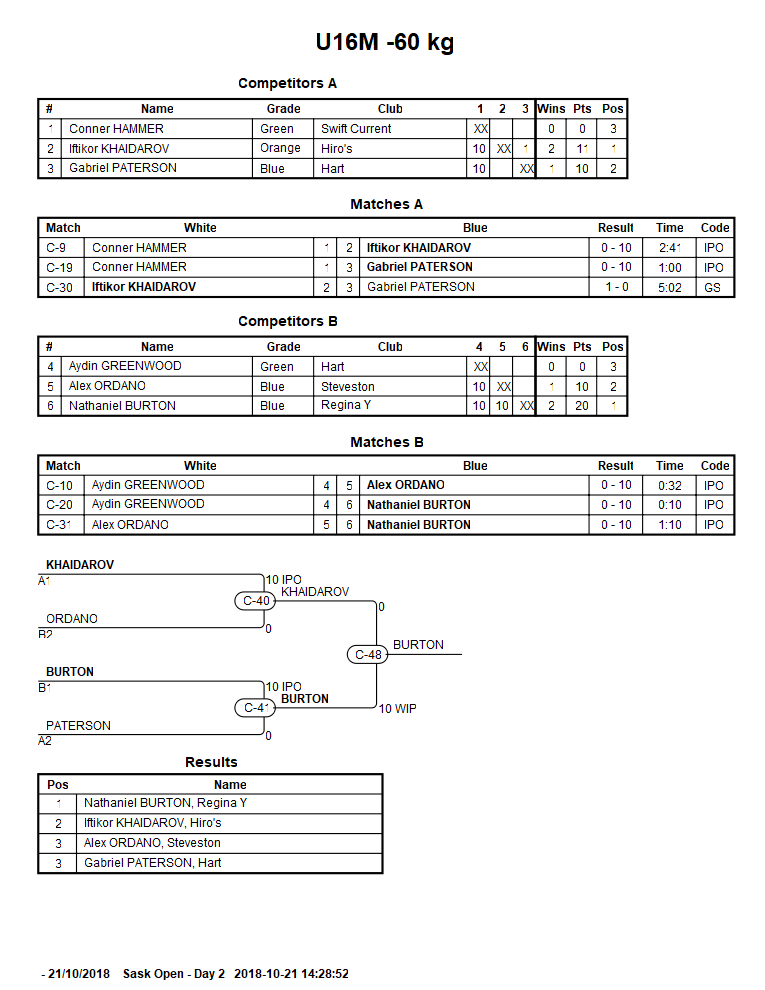 U16M -60 kg
Competitors A
# Name Grade Club 1 2 3 Wins Pts Pos
1 Conner HAMMER Green Swift Current XX 0 0 3
2 Iftikor KHAIDAROV Orange Hiro's 10 XX 1 2 11 1
3 Gabriel PATERSON Blue Hart 10 XX 1 10 2
Matches A
Match White Blue Result Time Code
C-9 Conner HAMMER 1 2 Iftikor KHAIDAROV 0 - 10 2:41 IPO
C-19 Conner HAMMER 1 3 Gabriel PATERSON 0 - 10 1:00 IPO
C-30 Iftikor KHAIDAROV 2 3 Gabriel PATERSON 1 - 0 5:02 GS
Competitors B
# Name Grade Club 4 5 6 Wins Pts Pos
4 Aydin GREENWOOD Green Hart XX 0 0 3
5 Alex ORDANO Blue Steveston 10 XX 1 10 2
6 Nathaniel BURTON Blue Regina Y 10 10 XX 2 20 1
Matches B
Match White Blue Result Time Code
C-10 Aydin GREENWOOD 4 5 Alex ORDANO 0 - 10 0:32 IPO
C-20 Aydin GREENWOOD 4 6 Nathaniel BURTON 0 - 10 0:10 IPO
C-31 Alex ORDANO 5 6 Nathaniel BURTON 0 - 10 1:10 IPO
KHAIDAROV
A1 10 IPO
C-40 KHAIDAROV
0
ORDANO
B2 0
C-48 BURTON
BURTON
B1 10 IPO
C-41 BURTON
10 WIP
PATERSON
A2 0
Results
Pos Name
1 Nathaniel BURTON, Regina Y
2 Iftikor KHAIDAROV, Hiro's
3 Alex ORDANO, Steveston
3 Gabriel PATERSON, Hart
- 21/10/2018 Sask Open - Day 2 2018-10-21 14:28:52